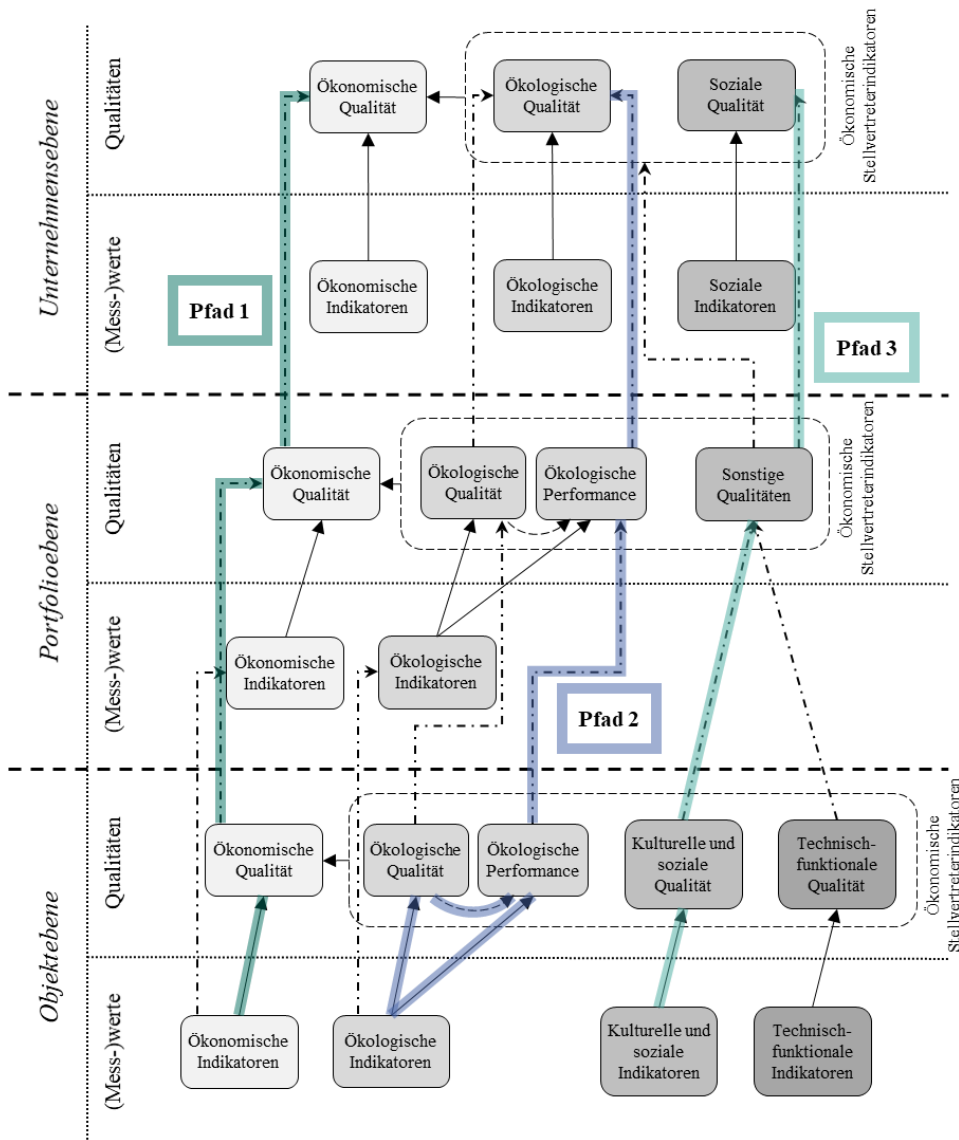 Unternehmensebene
Qualitäten
Ökonomische
Qualität
Ökologische
Qualität
Soziale
Qualität
Ökonomische
Stellvertreterindikatoren
(Mess-)werte
Ökonomische
Indikatoren
Ökologische
Indikatoren
Soziale
Indikatoren
Pfad 1
Pfad 3
Portfolioebene
Qualitäten
Ökonomische
Qualität
Ökologische
Qualität
Ökologische
Performance
Sonstige
Qualitäten
Ökonomische
Stellvertreterindikatoren
(Mess-)werte
Ökonomische
Indikatoren
Ökologische
Indikatoren
Pfad 2
Objektebene
Qualitäten
Ökonomische
Qualität
Ökologische
Qualität
Ökologische
Performance
Kulturelle und
soziale
Qualität
Technisch-
funktionale
Qualität
Ökonomische
Stellvertreterindikatoren
(Mess-)werte
Ökonomische
Indikatoren
Ökologische
Indikatoren
Kulturelle und
soziale
Indikatoren
Technisch-
funktionale
Indikatoren